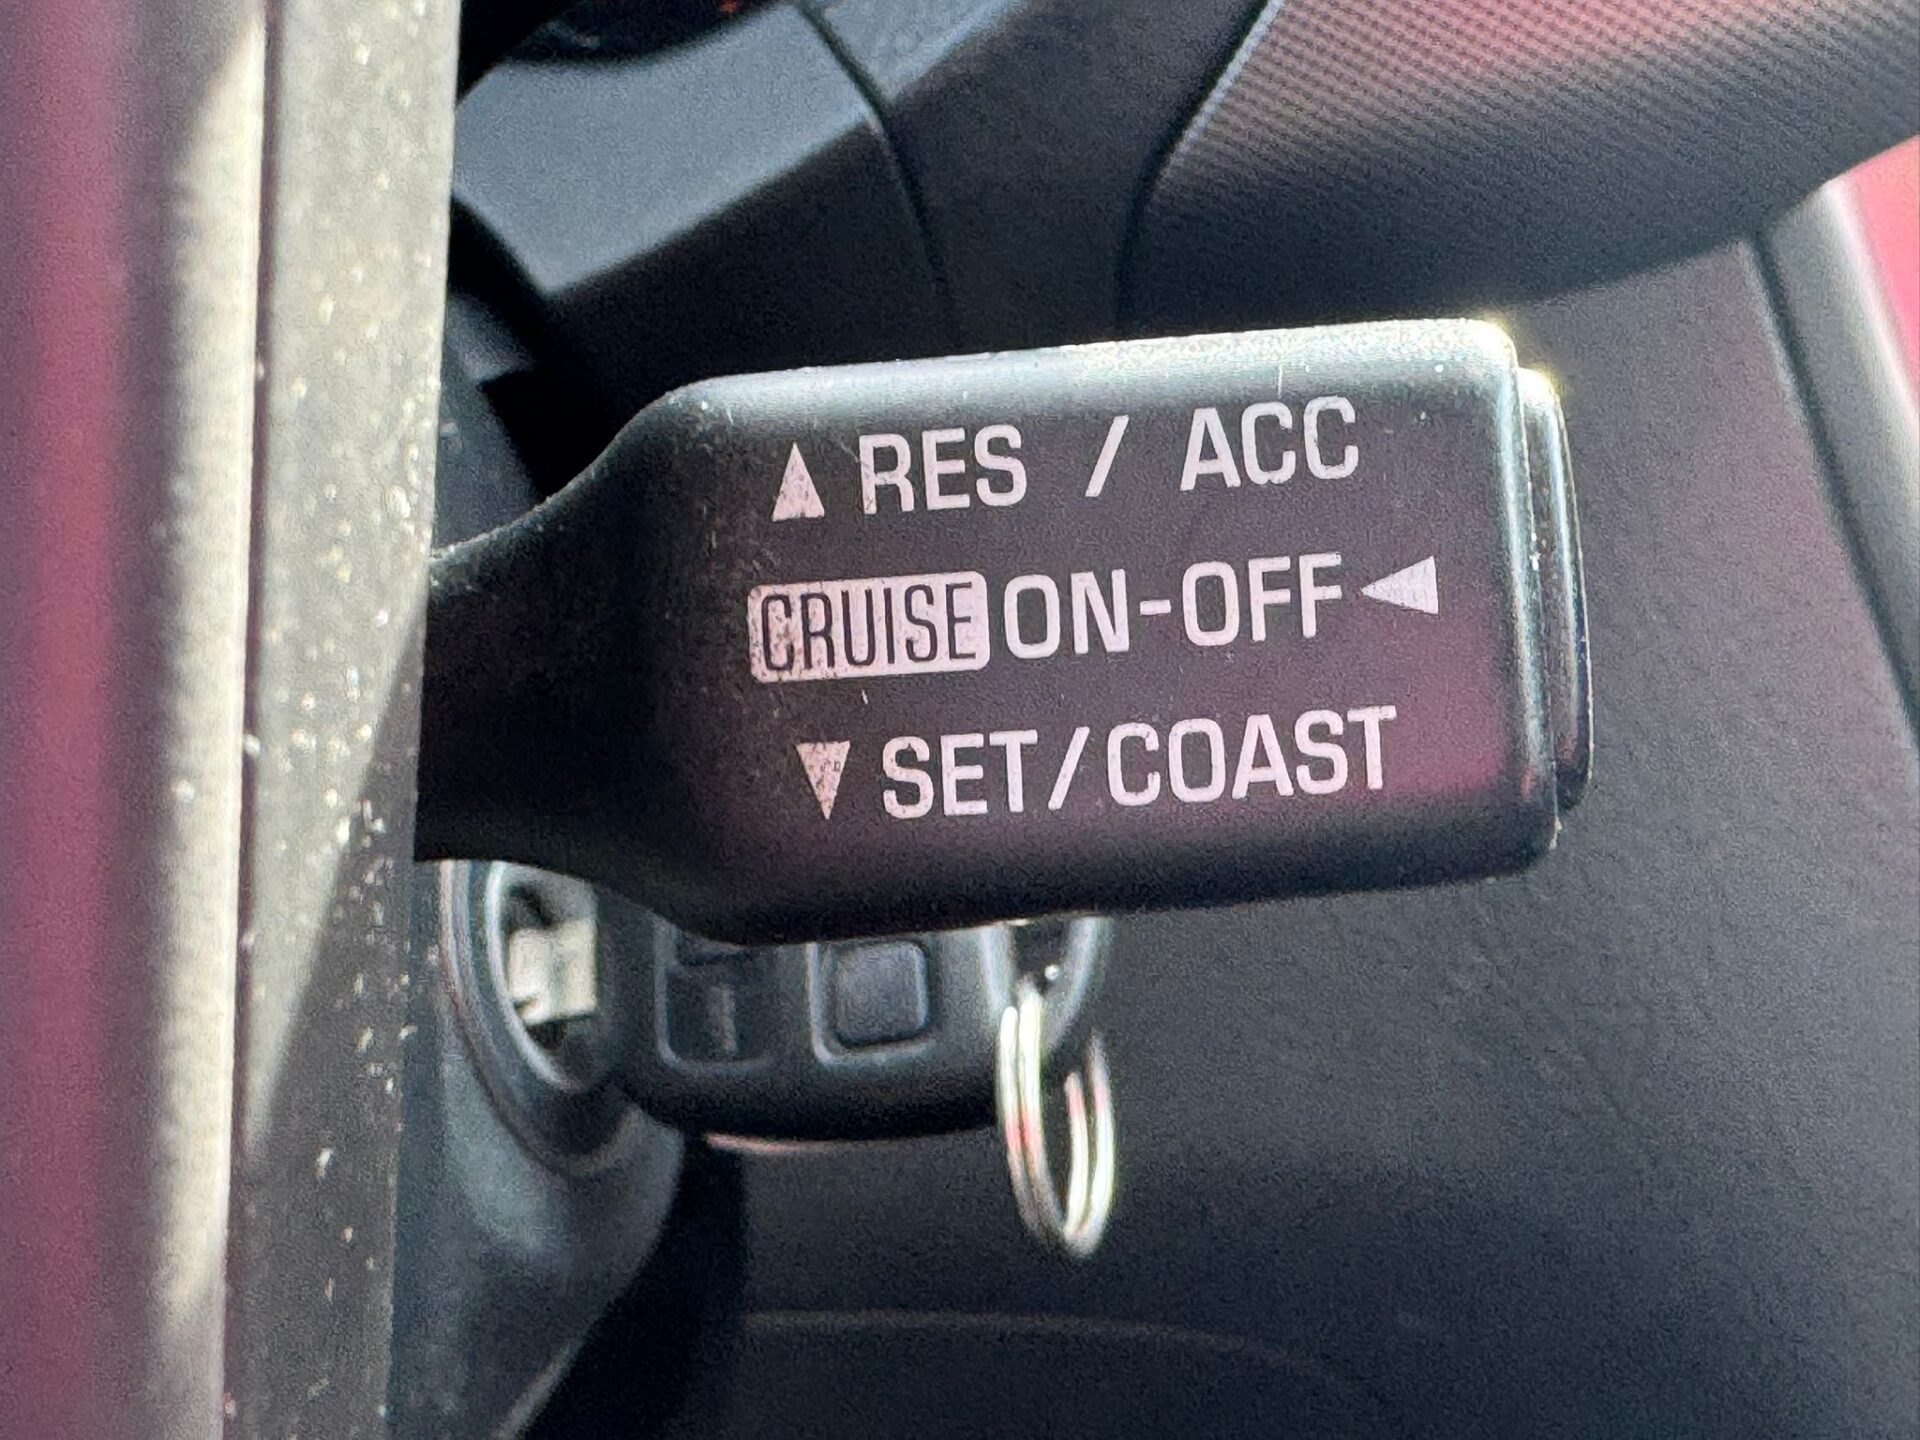 ▲ RES / ACC
CRUISE ON-OFF ◀
▼ SET/COAST